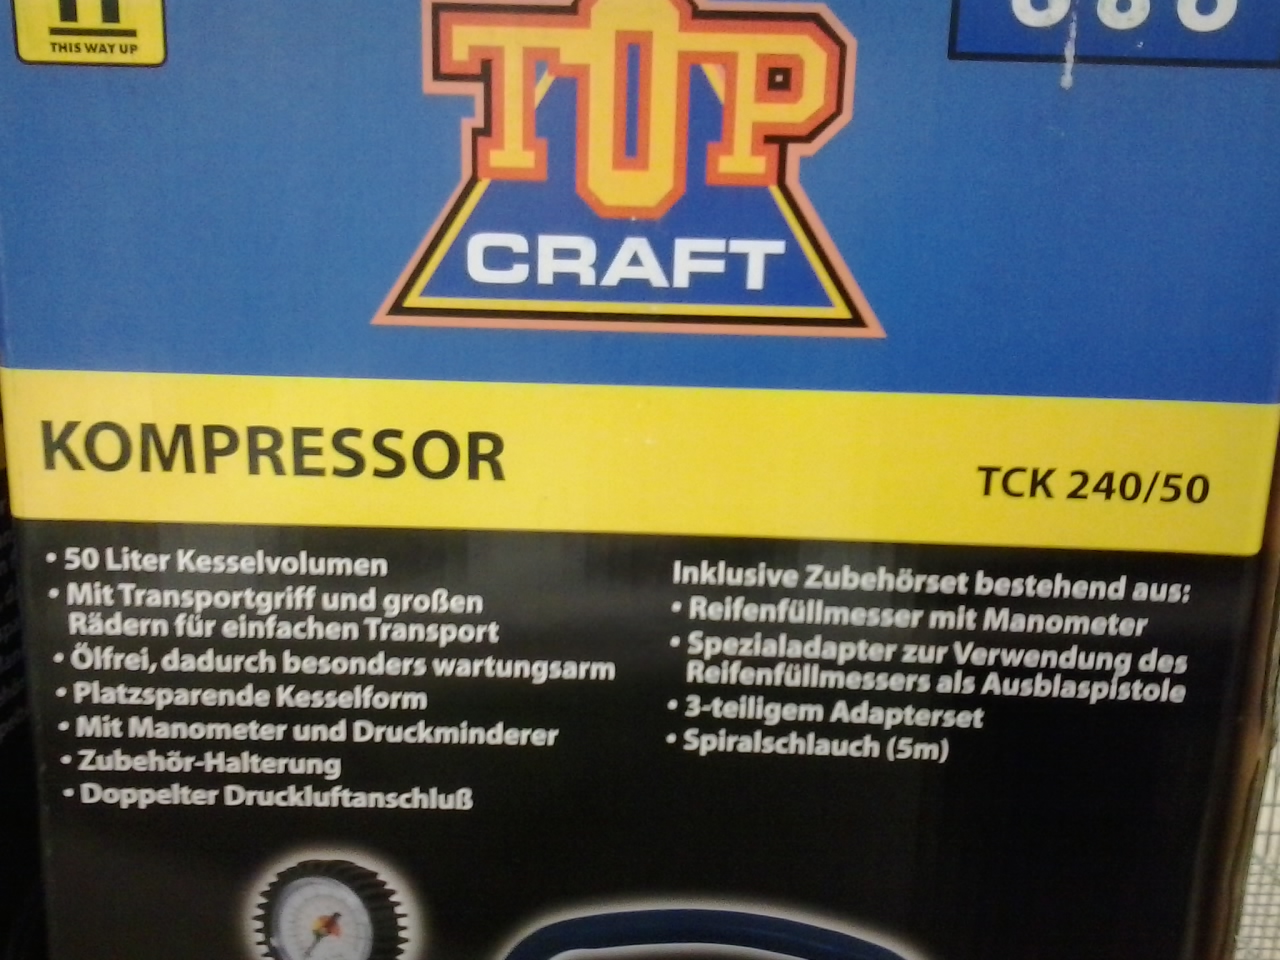 THIS WAY UP
TOP
CRAFT
KOMPRESSOR
TCK 240/50
• 50 Liter Kesselvolumen
• Mit Transportgriff und großen
Rädern für einfachen Transport
• Ölfrei, dadurch besonders wartungsarm
• Platzsparende Kesselform
• Mit Manometer und Druckminderer
• Zubehör-Halterung
• Doppelter Druckluftanschluß
Inklusive Zubehörset bestehend aus:
• Reifenfüllmesser mit Manometer
• Spezialadapter zur Verwendung des
Reifenfüllmessers als Ausblaspistole
• 3-teiligem Adapterset
• Spiralschlauch (5m)